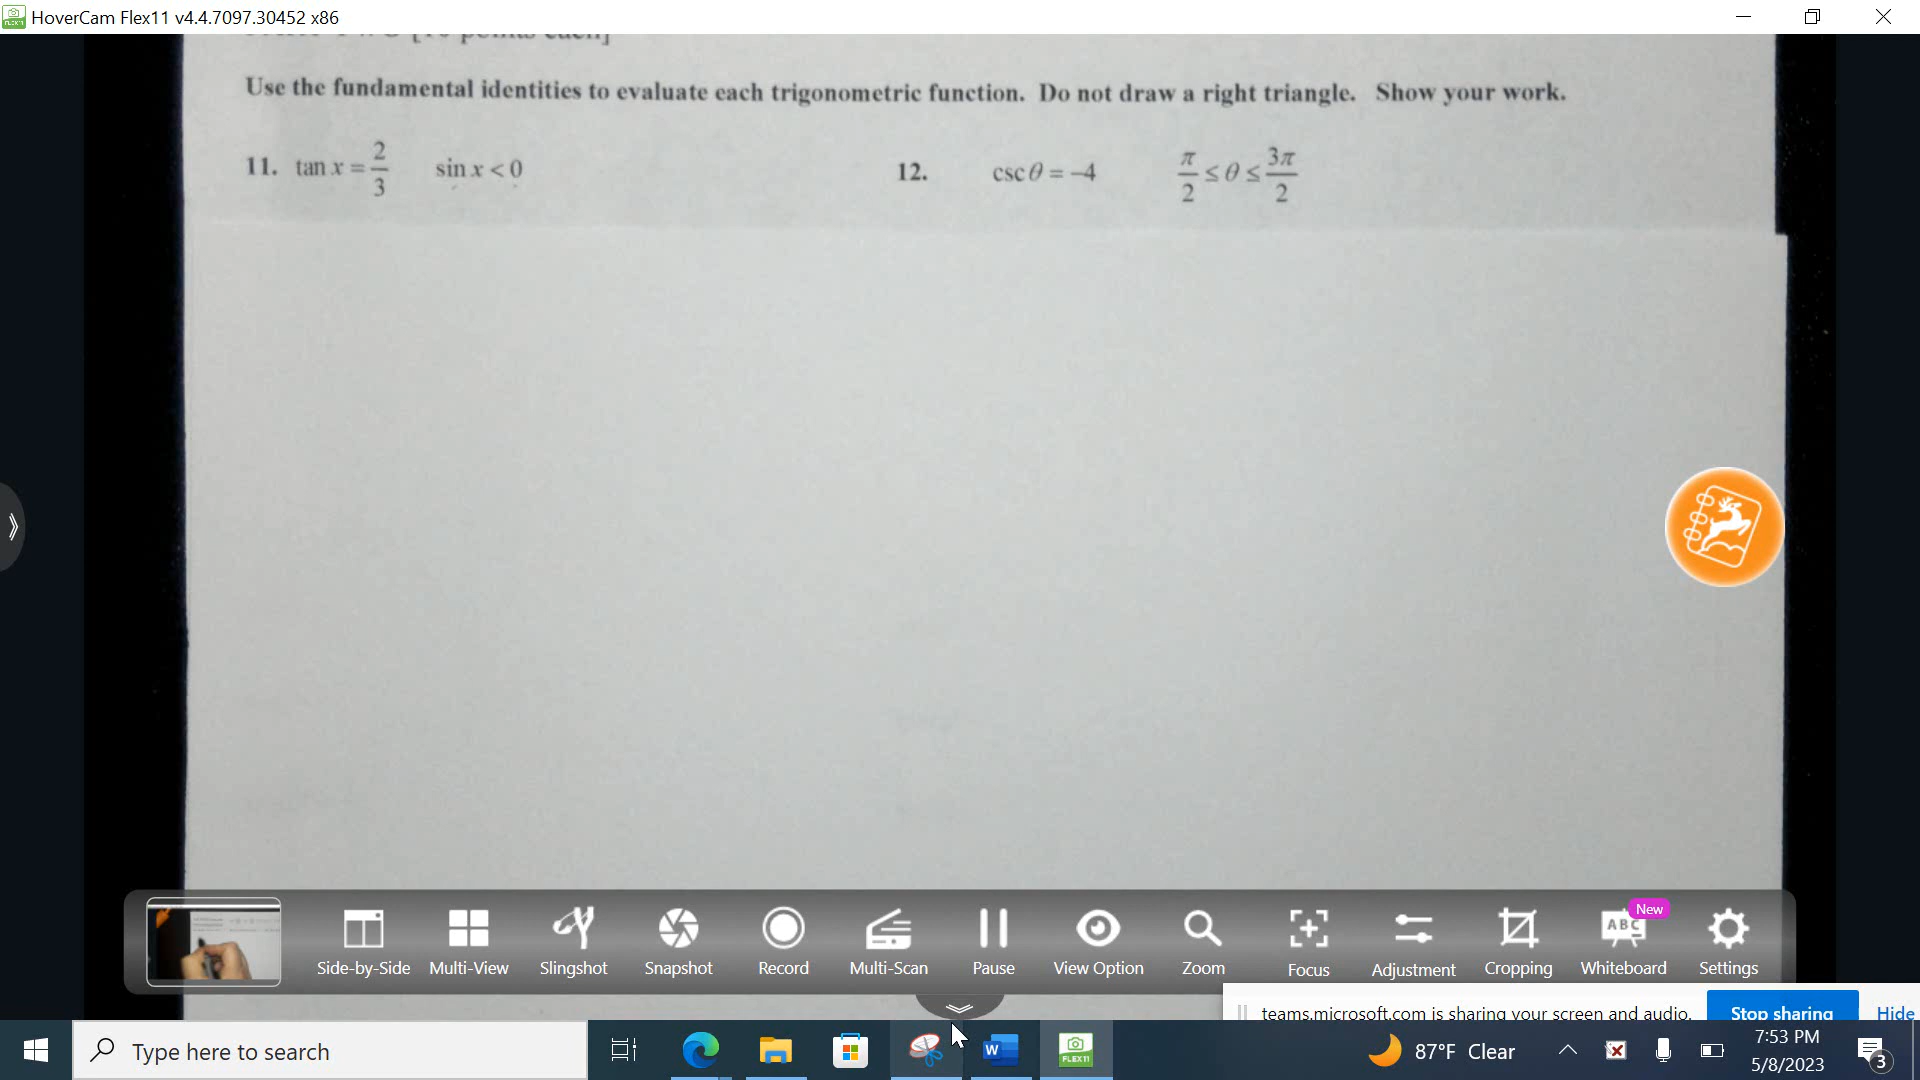 HoverCam Flex11 v4.4.7097.30452 x86
Use the fundamental identities to evaluate each trigonometric function. Do not draw a right triangle. Show your work.
11. tan x = 2/3 sin x < 0
12. csc θ = −4 π/2 ≤ θ ≤ 3π/2
New
ABC
Side-by-Side Multi-View Slingshot Snapshot Record Multi-Scan Pause View Option Zoom Focus Adjustment Cropping Whiteboard Settings
teams.microsoft.com is sharing your screen and audio. Stop sharing Hide
Type here to search
W
FLEX11
87°F Clear
7:53 PM
5/8/2023
3